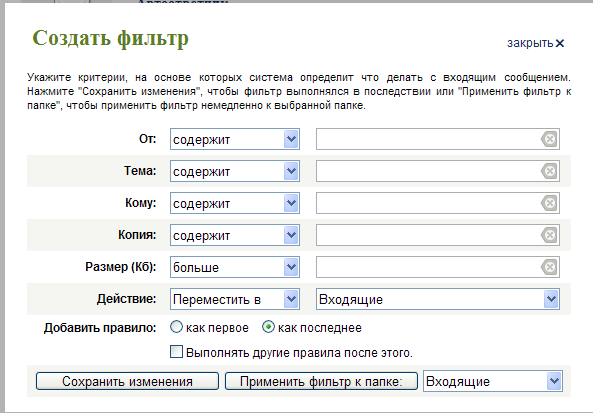 Создать фильтр
закрыть
Укажите критерии, на основе которых система определит что делать с входящим сообщением.
Нажмите "Сохранить изменения", чтобы фильтр выполнялся в последствии или "Применить фильтр к
папке", чтобы применить фильтр немедленно к выбранной папке.
От: содержит
Тема: содержит
Кому: содержит
Копия: содержит
Размер (Кб): больше
Действие: Переместить в Входящие
Добавить правило: как первое как последнее
Выполнять другие правила после этого.
Сохранить изменения Применить фильтр к папке: Входящие